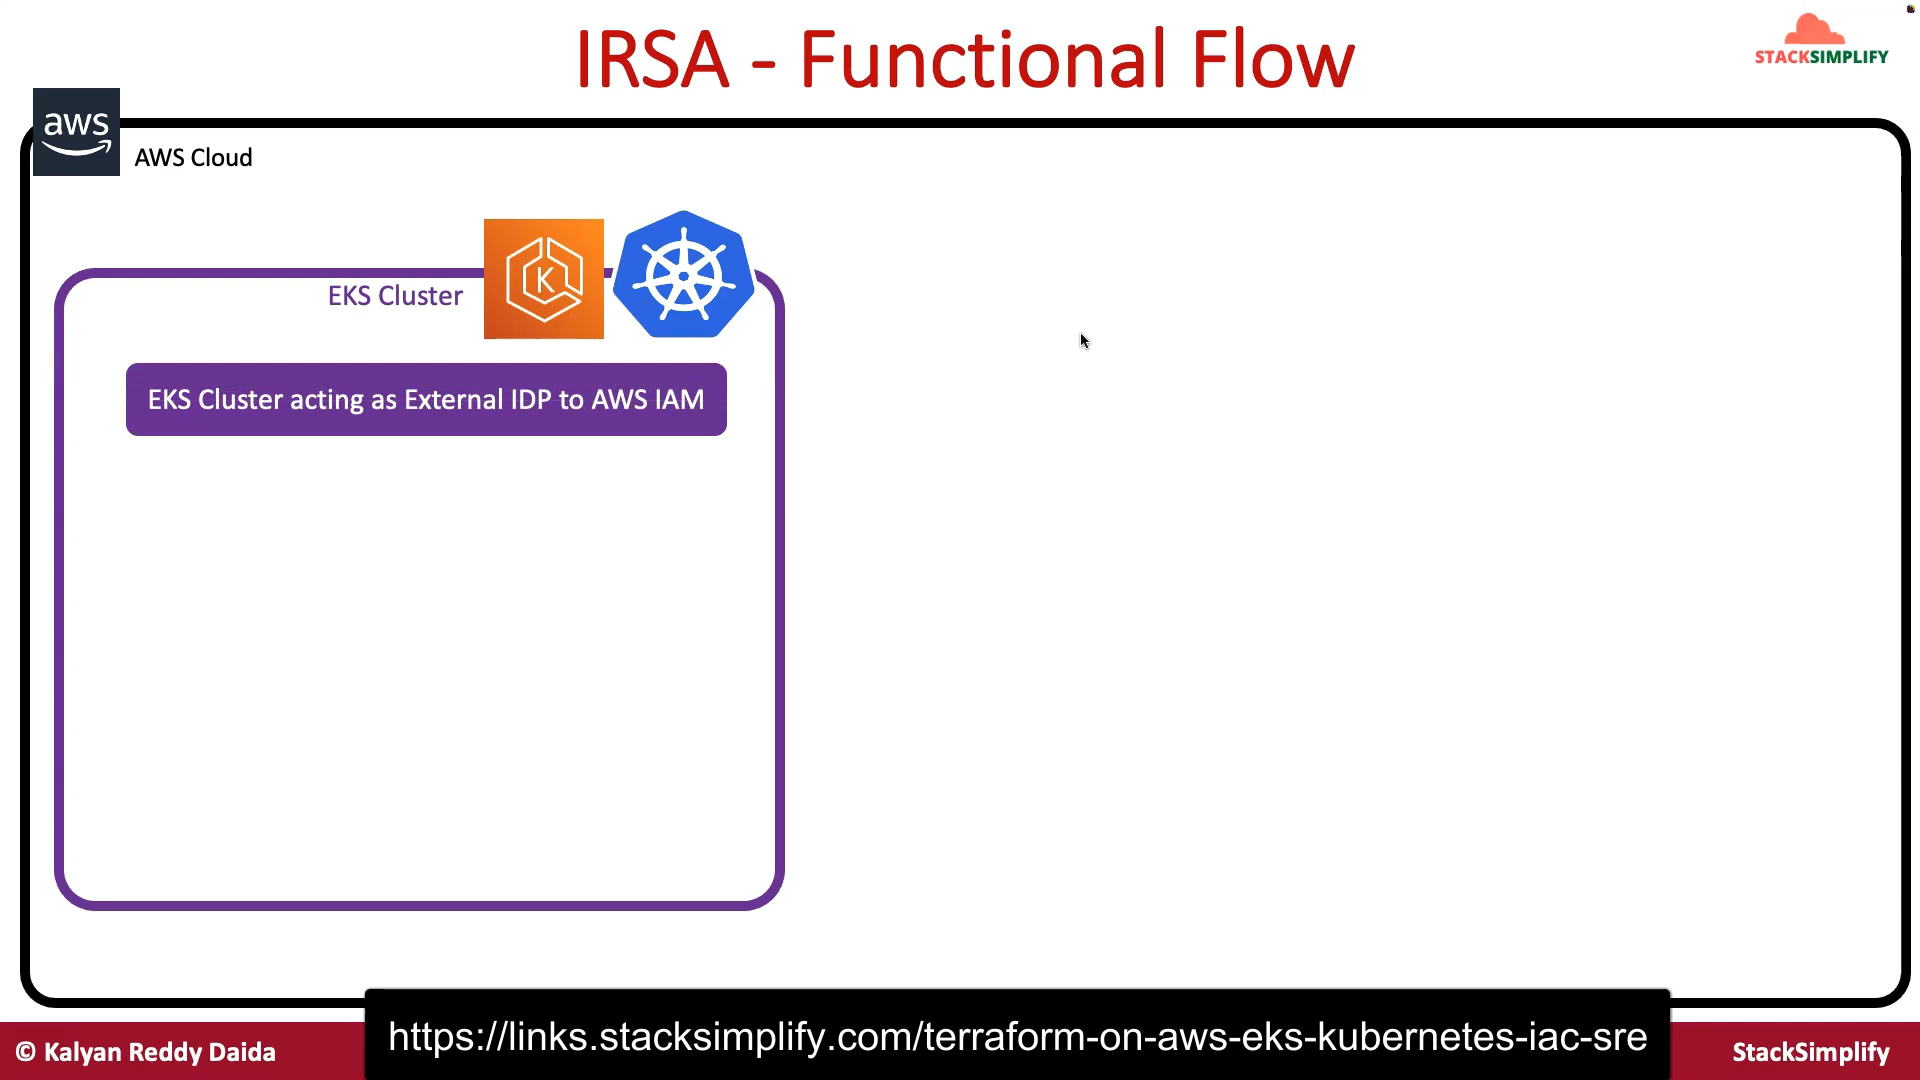 IRSA - Functional Flow
STACKSIMPLIFY
aws
AWS Cloud
EKS Cluster
K
EKS Cluster acting as External IDP to AWS IAM
https://links.stacksimplify.com/terraform-on-aws-eks-kubernetes-iac-sre
© Kalyan Reddy Daida
StackSimplify